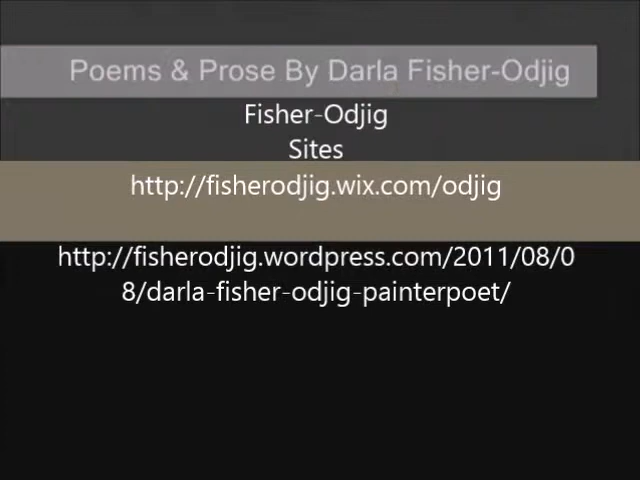 Poems & Prose By Darla Fisher-Odjig
Fisher-Odjig
Sites
http://fisherodjig.wix.com/odjig
http://fisherodjig.wordpress.com/2011/08/0
8/darla-fisher-odjig-painterpoet/